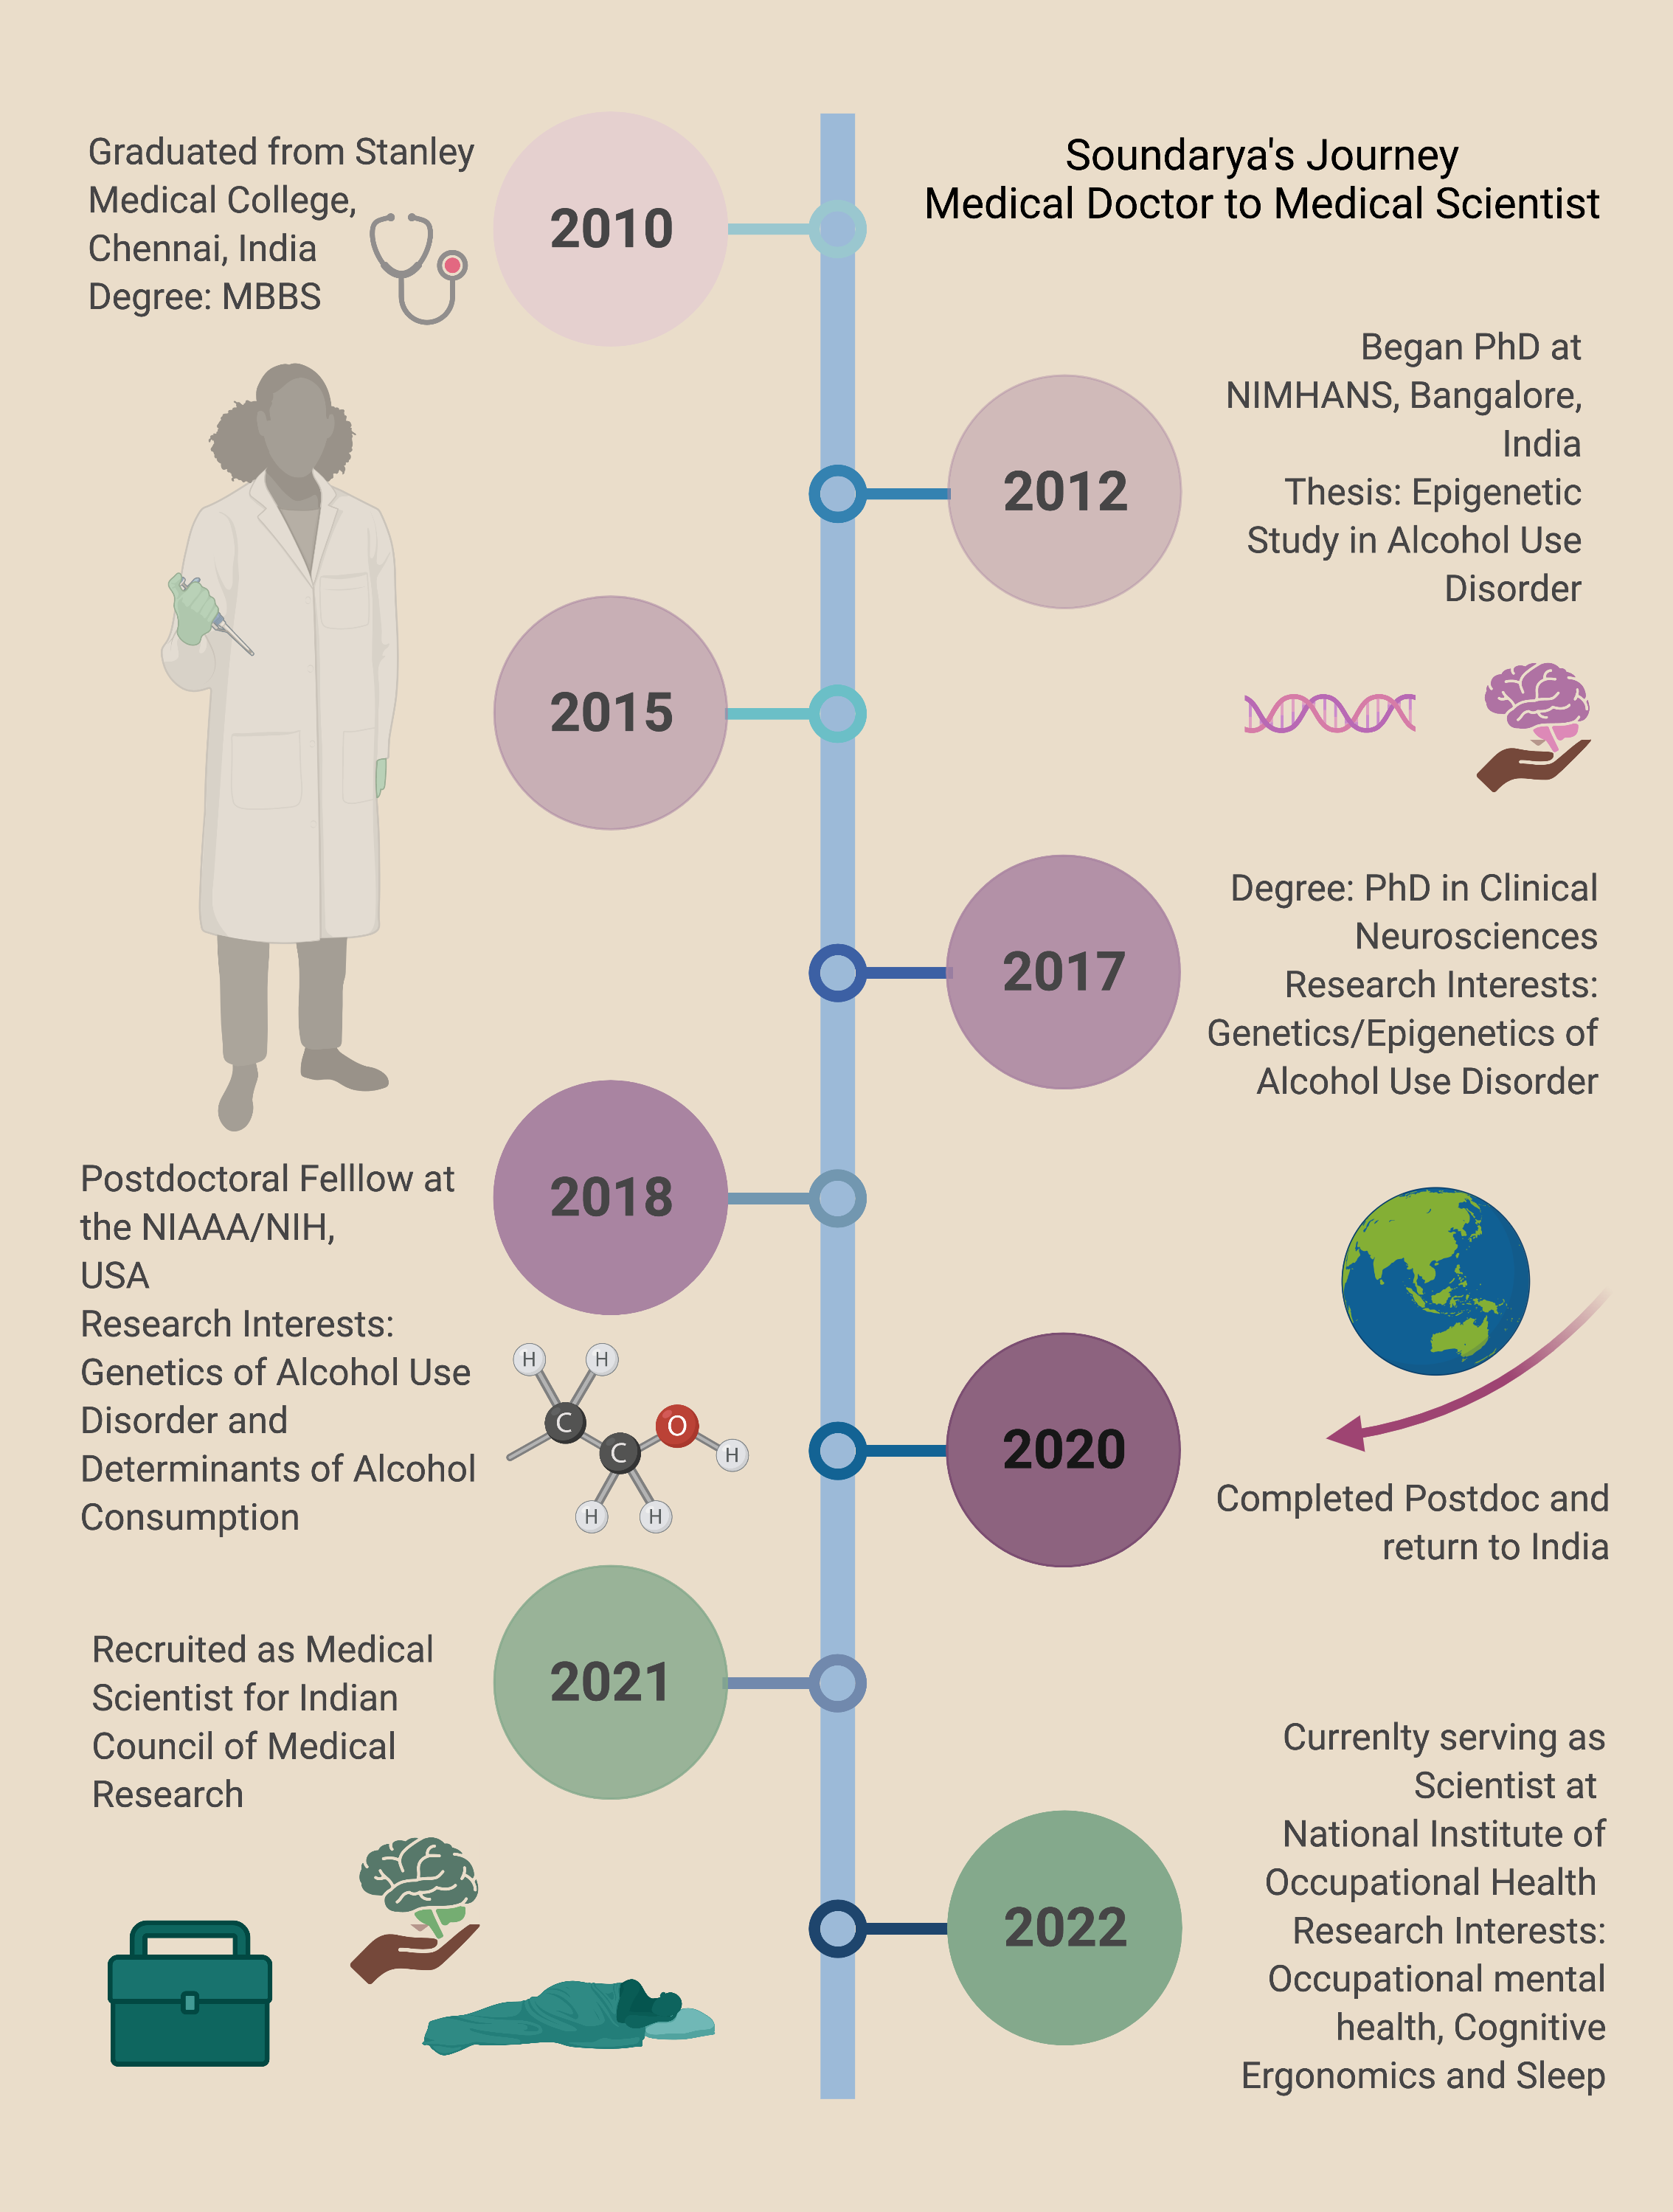 Soundarya's Journey
Medical Doctor to Medical Scientist
Graduated from Stanley
Medical College,
Chennai, India
Degree: MBBS
2010
Began PhD at
NIMHANS, Bangalore,
India
Thesis: Epigenetic
Study in Alcohol Use
Disorder
2012
2015
Degree: PhD in Clinical
Neurosciences
Research Interests:
Genetics/Epigenetics of
Alcohol Use Disorder
2017
Postdoctoral Felllow at
the NIAAA/NIH,
USA
Research Interests:
Genetics of Alcohol Use
Disorder and
Determinants of Alcohol
Consumption
2018
H H
C
O
C
H
H H
2020
Completed Postdoc and
return to India
Recruited as Medical
Scientist for Indian
Council of Medical
Research
2021
Currenlty serving as
Scientist at
National Institute of
Occupational Health
Research Interests:
Occupational mental
health, Cognitive
Ergonomics and Sleep
2022